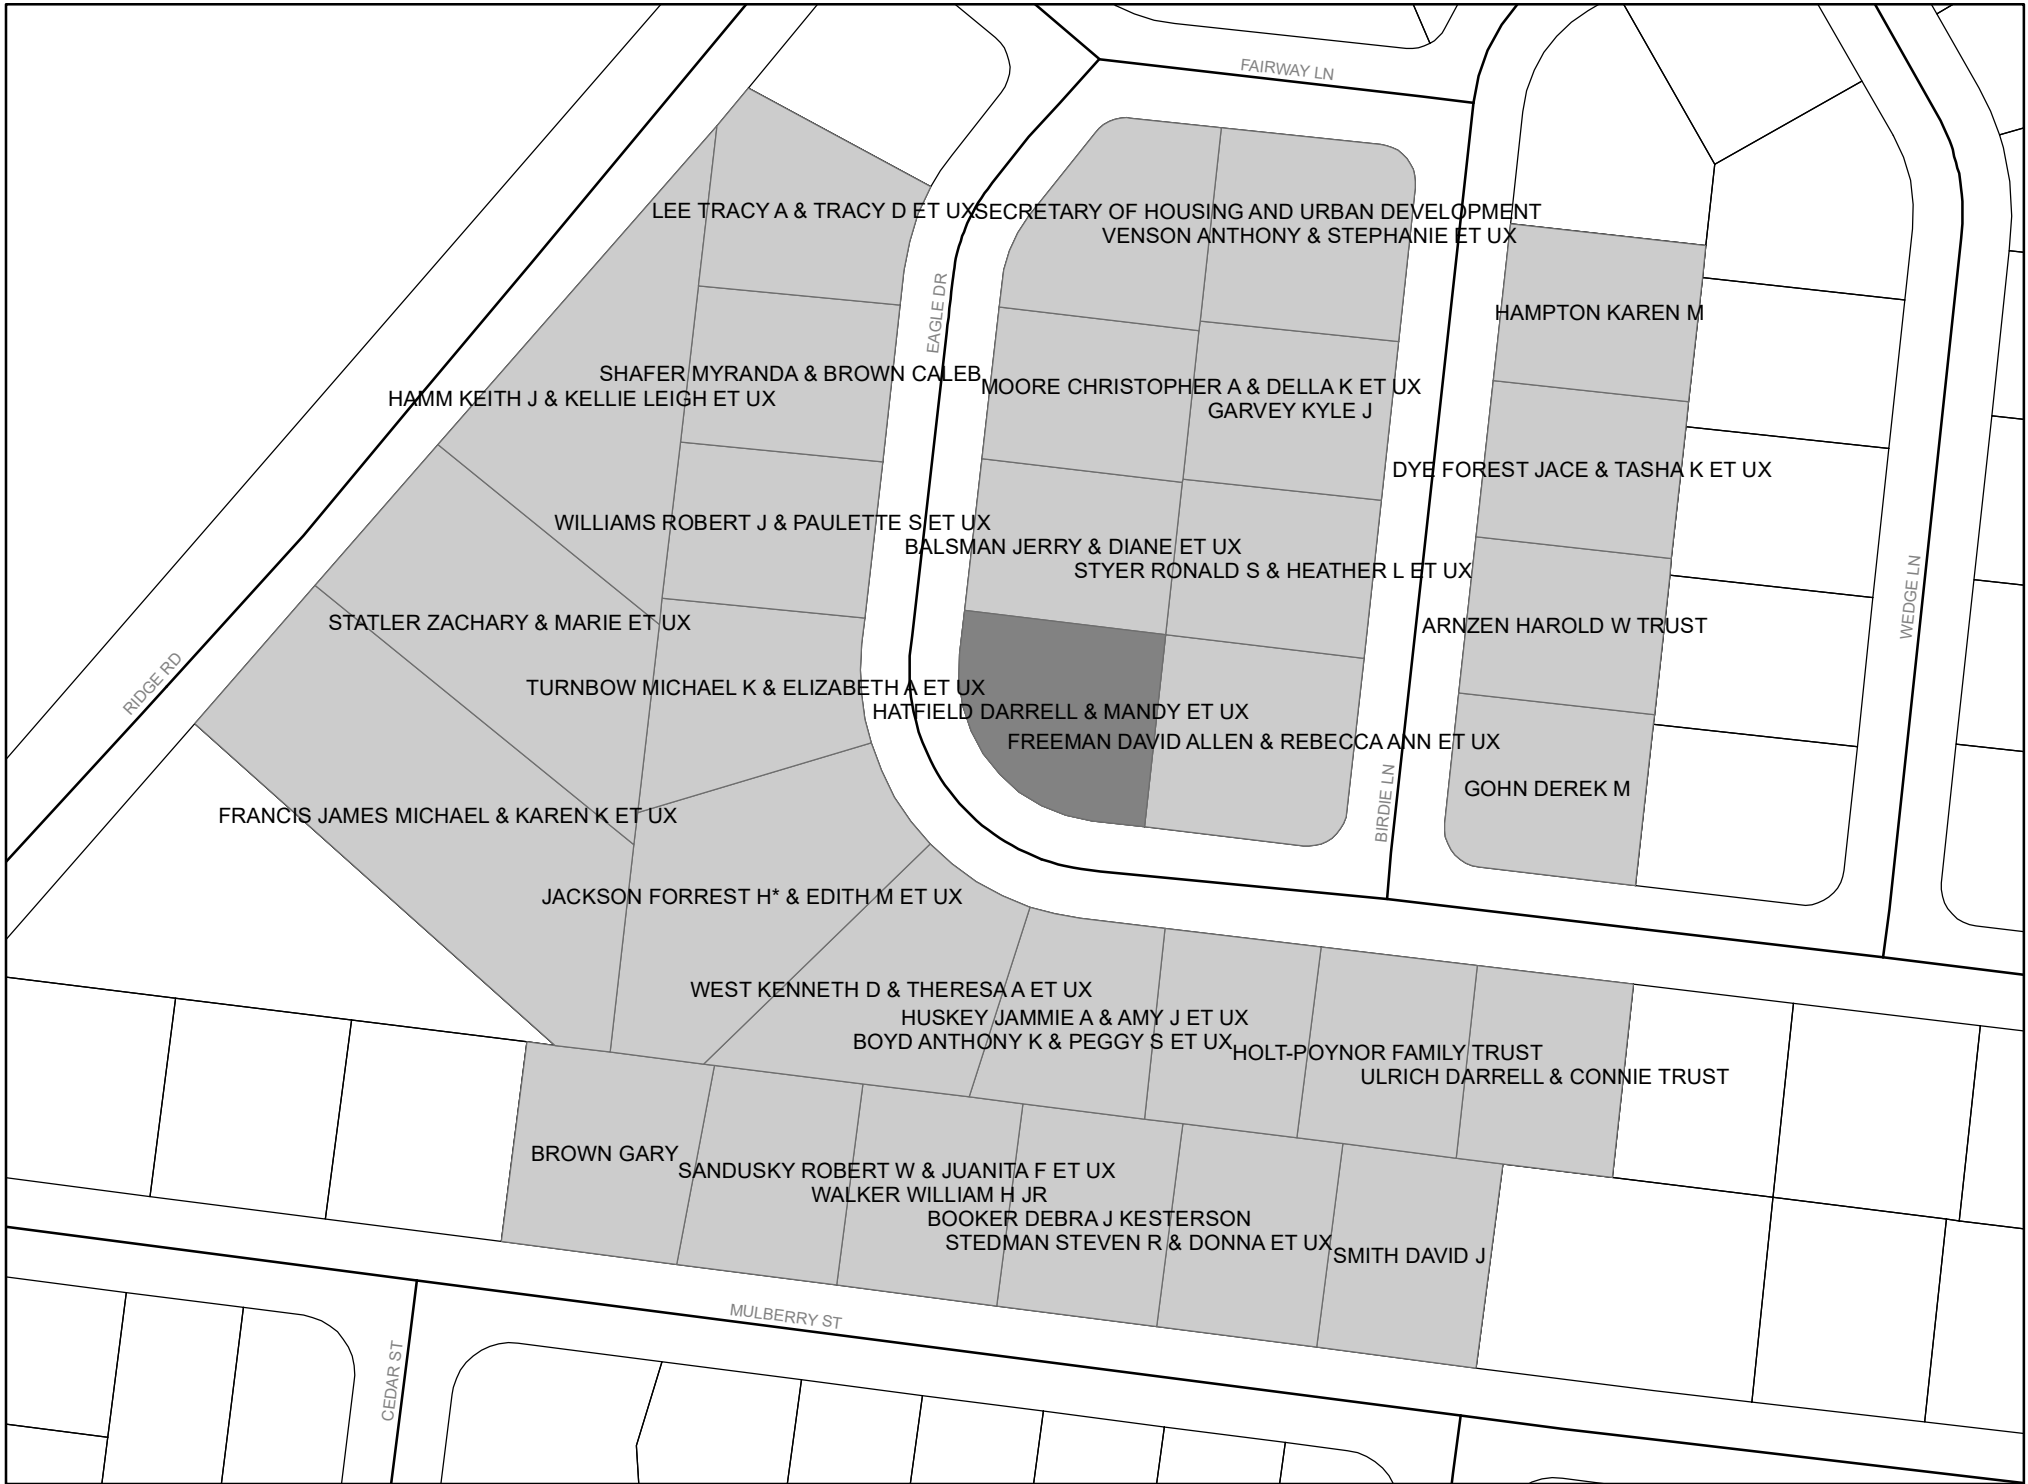 FAIRWAY LN
LEE TRACY A & TRACY D ET UX
SECRETARY OF HOUSING AND URBAN DEVELOPMENT
VENSON ANTHONY & STEPHANIE ET UX
EAGLE DR
HAMPTON KAREN M
SHAFER MYRANDA & BROWN CALEB
HAMM KEITH J & KELLIE LEIGH ET UX
MOORE CHRISTOPHER A & DELLA K ET UX
GARVEY KYLE J
DYE FOREST JACE & TASHA K ET UX
WILLIAMS ROBERT J & PAULETTE S ET UX
BALSMAN JERRY & DIANE ET UX
STYER RONALD S & HEATHER L ET UX
WEDGE LN
STATLER ZACHARY & MARIE ET UX
ARNZEN HAROLD W TRUST
RIDGE RD
TURNBOW MICHAEL K & ELIZABETH A ET UX
HATFIELD DARRELL & MANDY ET UX
FREEMAN DAVID ALLEN & REBECCA ANN ET UX
BIRDIE LN
GOHN DEREK M
FRANCIS JAMES MICHAEL & KAREN K ET UX
JACKSON FORREST H* & EDITH M ET UX
WEST KENNETH D & THERESA A ET UX
HUSKEY JAMMIE A & AMY J ET UX
BOYD ANTHONY K & PEGGY S ET UX
HOLT-POYNOR FAMILY TRUST
ULRICH DARRELL & CONNIE TRUST
BROWN GARY
SANDUSKY ROBERT W & JUANITA F ET UX
WALKER WILLIAM H JR
BOOKER DEBRA J KESTERSON
STEDMAN STEVEN R & DONNA ET UX
SMITH DAVID J
MULBERRY ST
CEDAR ST